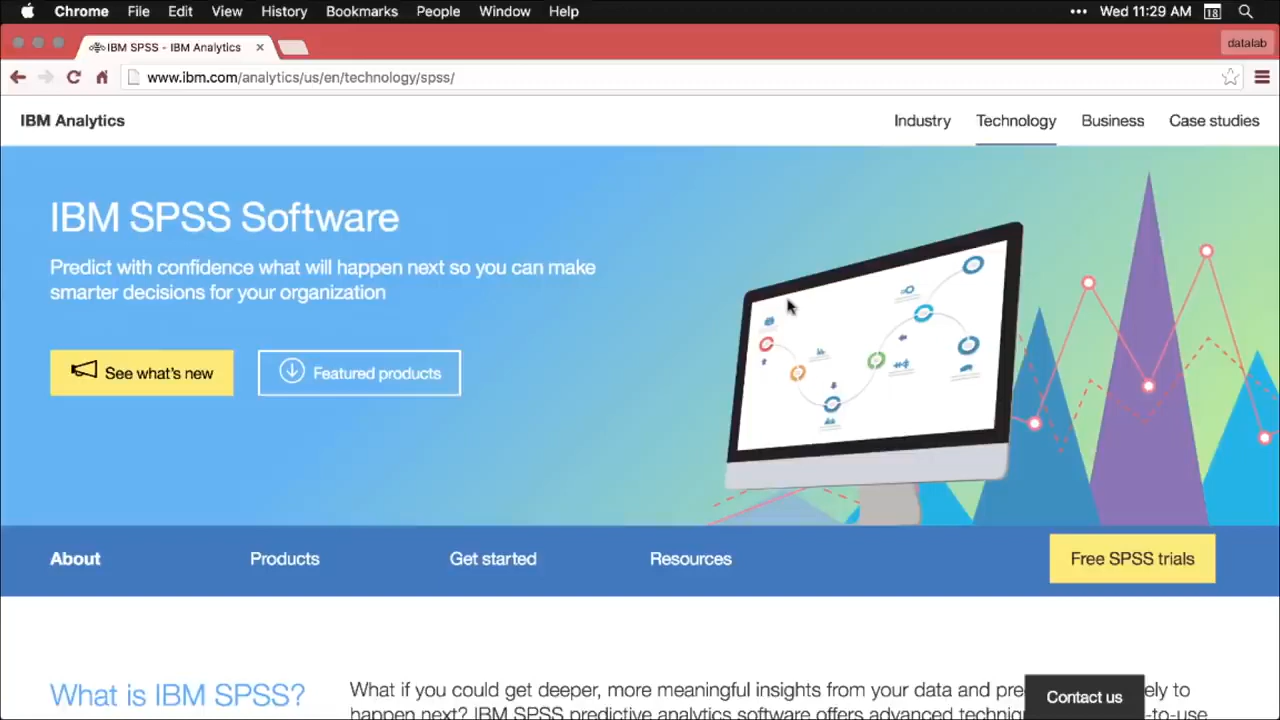 Chrome File Edit View History Bookmarks People Window Help ••• Wed 11:29 AM 18
IBM SPSS - IBM Analytics × datalab
www.ibm.com/analytics/us/en/technology/spss/
IBM Analytics Industry Technology Business Case studies
IBM SPSS Software
Predict with confidence what will happen next so you can make
smarter decisions for your organization
See what's new Featured products
About Products Get started Resources Free SPSS trials
What is IBM SPSS? What if you could get deeper, more meaningful insights from your data and ely to
happen next? IBM SPSS predictive analytics software offers advanced -to-use
Contact us